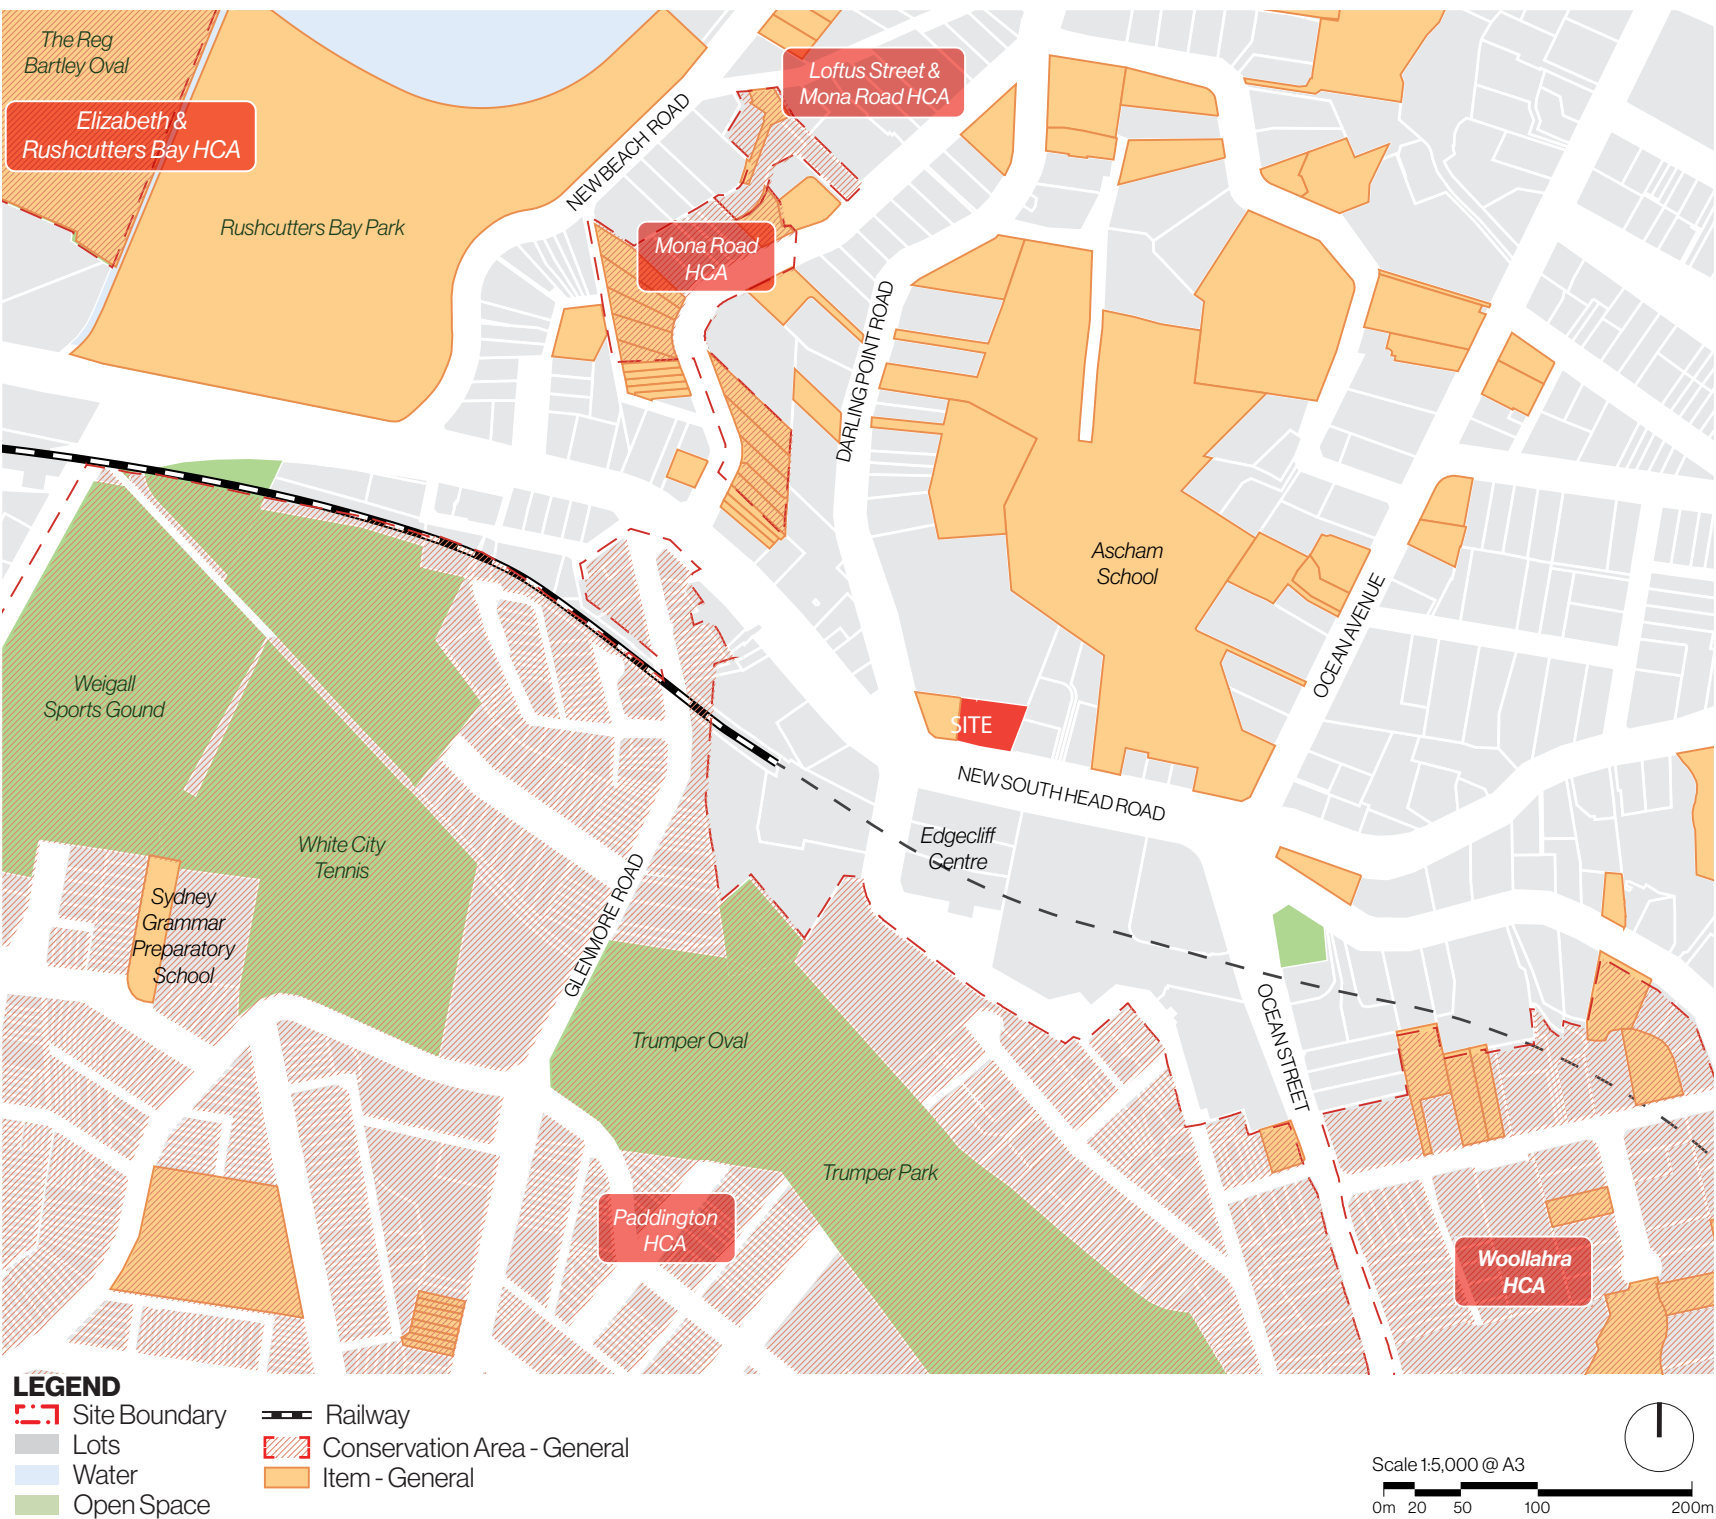 The Reg
Bartley Oval
Elizabeth &
Rushcutters Bay HCA
Rushcutters Bay Park
NEW BEACH ROAD
Loftus Street &
Mona Road HCA
Mona Road
HCA
DARLING POINT ROAD
Ascham
School
OCEAN AVENUE
Weigall
Sports Gound
SITE
NEW SOUTH HEAD ROAD
Edgecliff
Centre
White City
Tennis
GLENMORE ROAD
Sydney
Grammar
Preparatory
School
OCEAN STREET
Trumper Oval
Trumper Park
Paddington
HCA
Woollahra
HCA
LEGEND
Site Boundary
Lots
Water
Open Space
Railway
Conservation Area - General
Item - General
Scale 1:5,000 @ A3
0m 20 50 100 200m